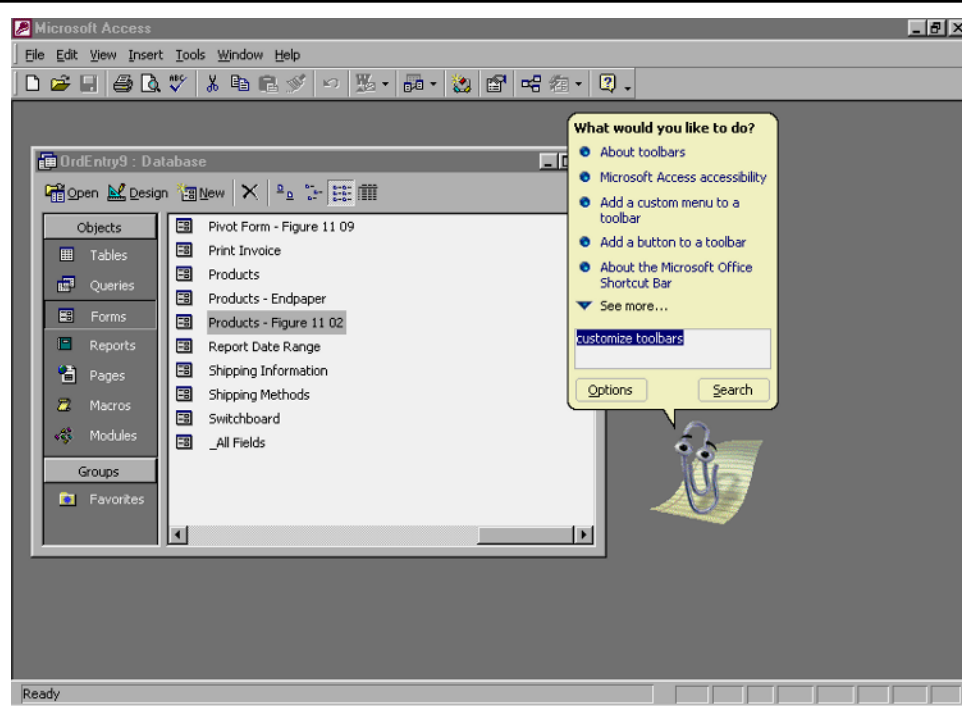 Microsoft Access
File Edit View Insert Tools Window Help
OrdEntry9 : Database
Open Design New
Objects
Tables
Queries
Forms
Reports
Pages
Macros
Modules
Groups
Favorites
Pivot Form - Figure 11 09
Print Invoice
Products
Products - Endpaper
Products - Figure 11 02
Report Date Range
Shipping Information
Shipping Methods
Switchboard
_All Fields
What would you like to do?
About toolbars
Microsoft Access accessibility
Add a custom menu to a
toolbar
Add a button to a toolbar
About the Microsoft Office
Shortcut Bar
See more...
customize toolbars
Options Search
Ready